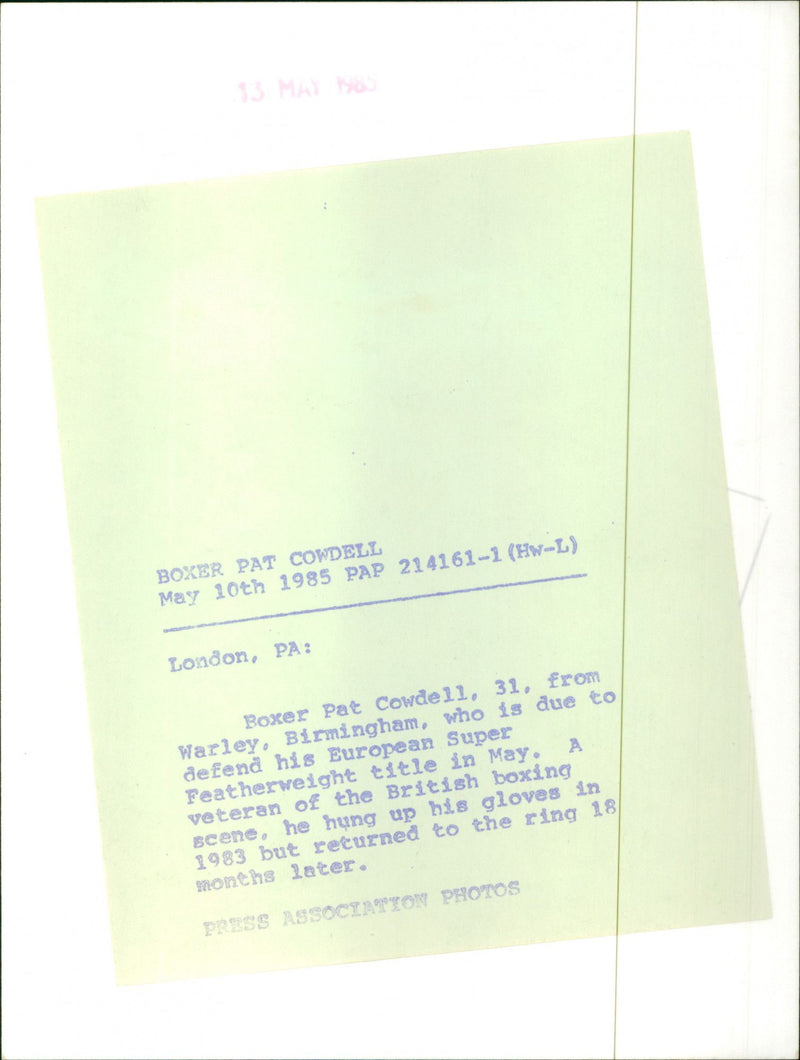 13 MAY 1985
BOXER PAT COWDELL
May 10th 1985 PAP 214161-1(HW-L)
London, PA:
Boxer Pat Cowdell, 31, from
Warley, Birmingham, who is due to
defend his European Super
Featherweight title in May. A
veteran of the British boxing
scene, he hung up his gloves in
1983 but returned to the ring 18
months later.
PRESS ASSOCIATION PHOTOS